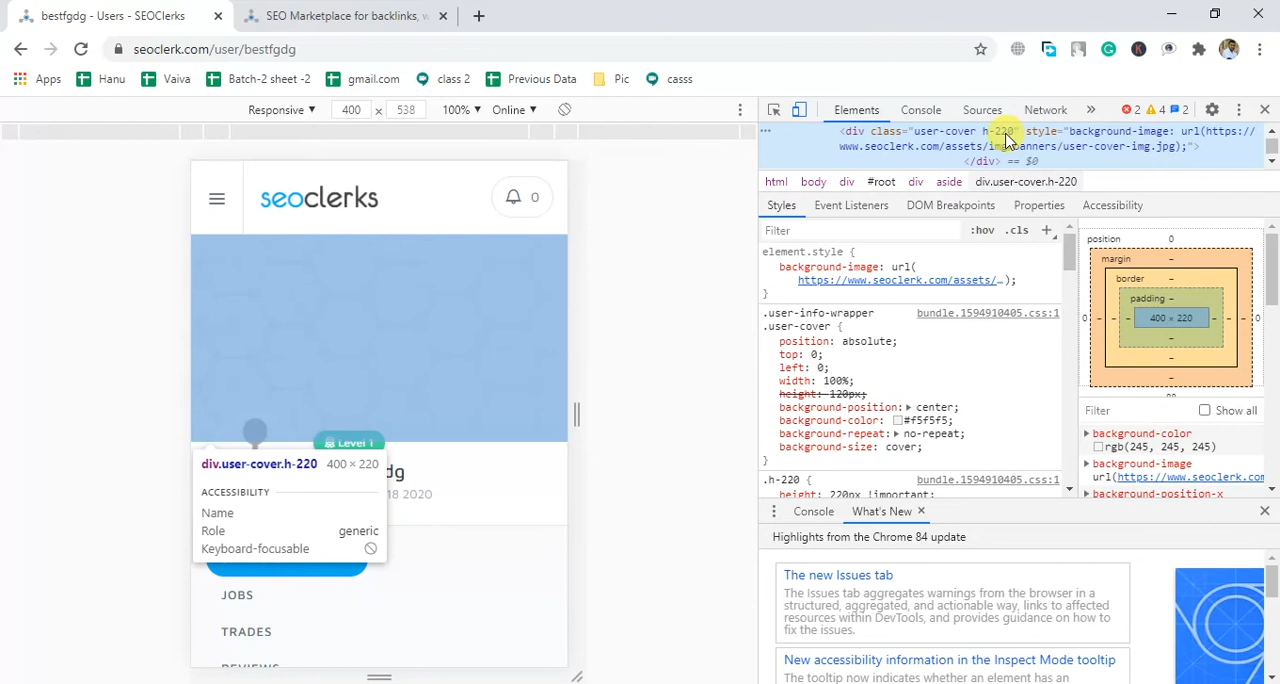 bestfgdg - Users - SEOClerks
SEO Marketplace for backlinks, w
seoclerk.com/user/bestfgdg
Apps Hanu Vaiva Batch-2 sheet -2 gmail.com class 2 Previous Data Pic casss
Responsive 400 × 538 100% Online
Elements Console Sources Network » 2 4 2
<div class="user-cover h-220" style="background-image: url(https://
www.seoclerk.com/assets/img/banners/user-cover-img.jpg);">
</div> == $0
html body div #root div aside div.user-cover.h-220
Styles Event Listeners DOM Breakpoints Properties Accessibility
Filter :hov .cls +
element.style {
background-image: url(
https://www.seoclerk.com/assets/…);
}
.user-info-wrapper bundle.1594910405.css:1
.user-cover {
position: absolute;
top: 0;
left: 0;
width: 100%;
height: 120px;
background-position: center;
background-color: #f5f5f5;
background-repeat: no-repeat;
background-size: cover;
}
.h-220 { bundle.1594910405.css:1
height: 220px !important;
position 0
margin -
border -
padding -
0 - - - 400 × 220 - - - 0
-
-
-
Filter Show all
background-color
rgb(245, 245, 245)
background-image
url(https://www.seoclerk.com
background-position-x
seoclerks
0
Level 1
dg
18 2020
div.user-cover.h-220 400 × 220
ACCESSIBILITY
Name
Role generic
Keyboard-focusable
JOBS
TRADES
REVIEWS
Console What's New ×
Highlights from the Chrome 84 update
The new Issues tab
The Issues tab aggregates warnings from the browser in a
structured, aggregated, and actionable way, links to affected
resources within DevTools, and provides guidance on how to
fix the issues.
New accessibility information in the Inspect Mode tooltip
The tooltip now indicates whether an element has an